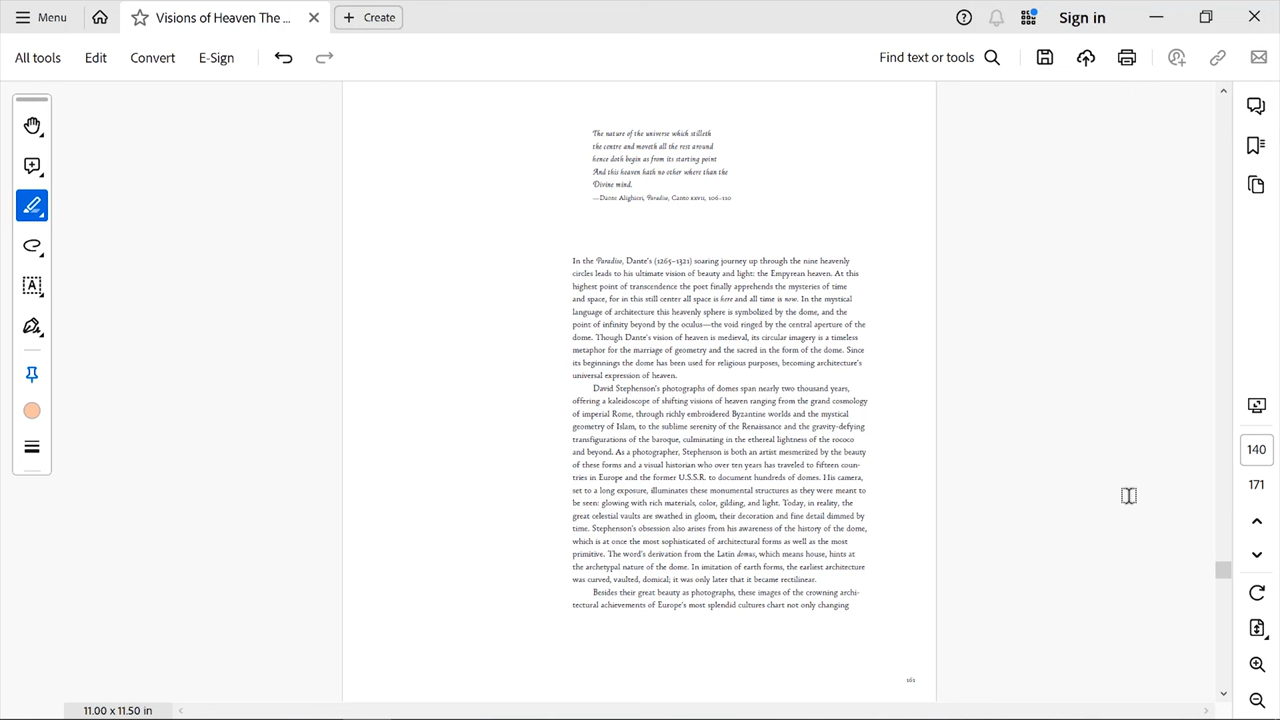 Menu
Visions of Heaven The ...
Create
Sign in
All tools
Edit
Convert
E-Sign
Find text or tools
The nature of the universe which stilleth
the centre and moveth all the rest around
hence doth begin as from its starting point
And this heaven hath no other where than the
Divine mind.
—Dante Alighieri, Paradise, Canto XXVII, 106–110
In the Paradiso, Dante's (1265–1321) soaring journey up through the nine heavenly
circles leads to his ultimate vision of beauty and light: the Empyrean heaven. At this
highest point of transcendence the poet finally apprehends the mysteries of time
and space, for in this still center all space is here and all time is now. In the mystical
language of architecture this heavenly sphere is symbolized by the dome, and the
point of infinity beyond by the oculus—the void ringed by the central aperture of the
dome. Though Dante's vision of heaven is medieval, its circular imagery is a timeless
metaphor for the marriage of geometry and the sacred in the form of the dome. Since
its beginnings the dome has been used for religious purposes, becoming architecture's
universal expression of heaven.
David Stephenson's photographs of domes span nearly two thousand years,
offering a kaleidoscope of shifting visions of heaven ranging from the grand cosmology
of imperial Rome, through richly embroidered Byzantine worlds and the mystical
geometry of Islam, to the sublime serenity of the Renaissance and the gravity-defying
transfigurations of the baroque, culminating in the ethereal lightness of the rococo
and beyond. As a photographer, Stephenson is both an artist mesmerized by the beauty
of these forms and a visual historian who over ten years has traveled to fifteen coun-
tries in Europe and the former U.S.S.R. to document hundreds of domes. His camera,
set to a long exposure, illuminates these monumental structures as they were meant to
be seen: glowing with rich materials, color, gilding, and light. Today, in reality, the
great celestial vaults are swathed in gloom, their decoration and fine detail dimmed by
time. Stephenson's obsession also arises from his awareness of the history of the dome,
which is at once the most sophisticated of architectural forms as well as the most
primitive. The word's derivation from the Latin domus, which means house, hints at
the archetypal nature of the dome. In imitation of earth forms, the earliest architecture
was curved, vaulted, domical; it was only later that it became rectilinear.
Besides their great beauty as photographs, these images of the crowning archi-
tectural achievements of Europe's most splendid cultures chart not only changing
161
140
171
11.00 x 11.50 in